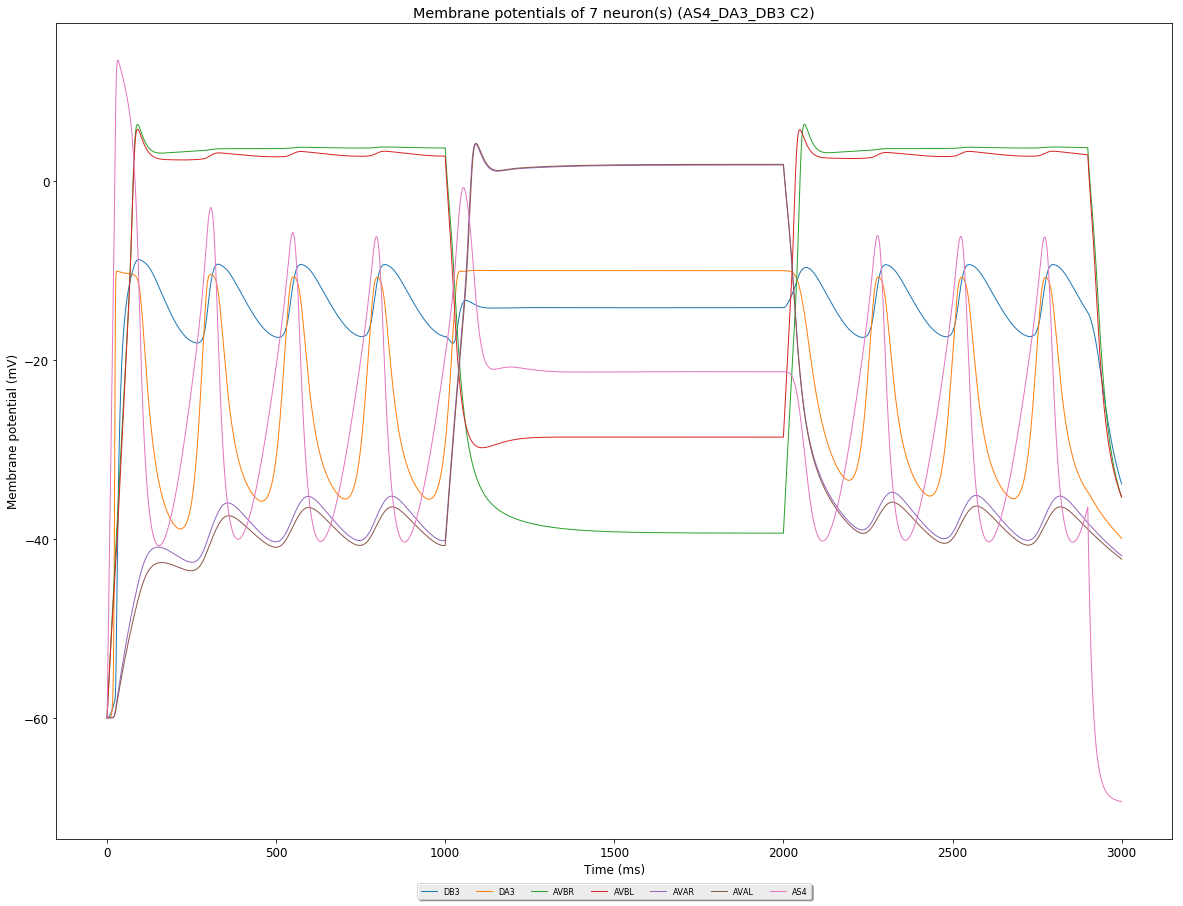 Membrane potentials of 7 neuron(s) (AS4_DA3_DB3 C2)
Membrane potential (mV)
0
−20
−40
−60
0 500 1000 1500 2000 2500 3000
Time (ms)
DB3 DA3 AVBR AVBL AVAR AVAL AS4